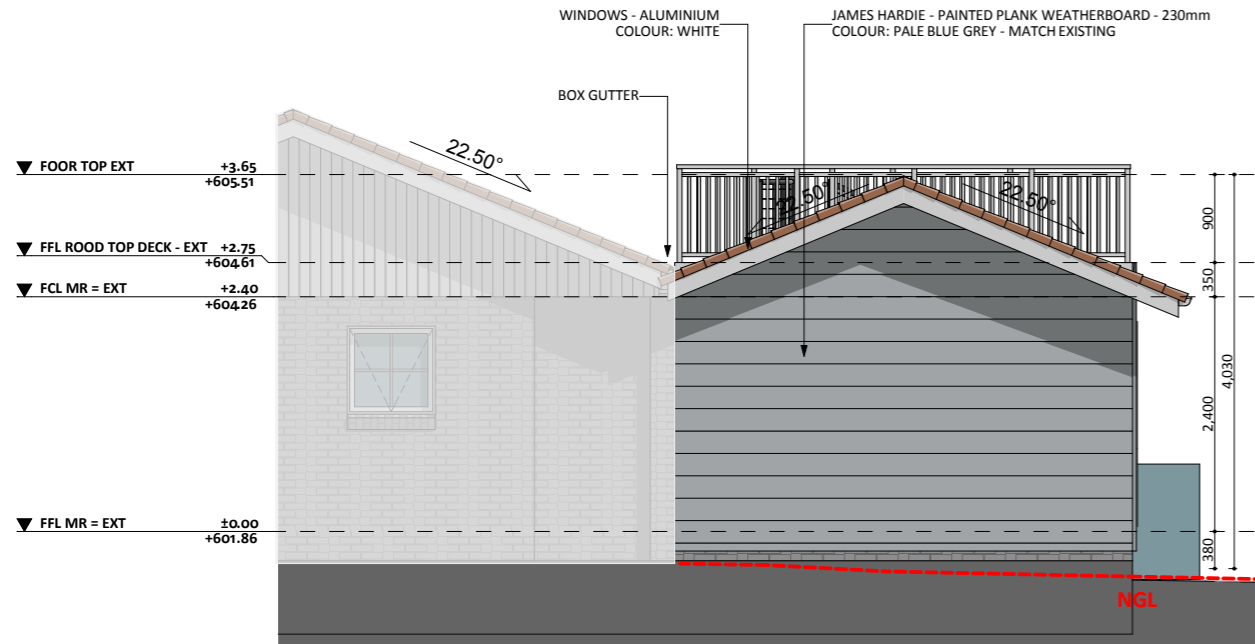 WINDOWS - ALUMINIUM
COLOUR: WHITE
JAMES HARDIE - PAINTED PLANK WEATHERBOARD - 230mm
COLOUR: PALE BLUE GREY - MATCH EXISTING
BOX GUTTER
22.50°
FOOR TOP EXT +3.65
+605.51
22.50°
22.50°
900
FFL ROOD TOP DECK - EXT +2.75
+604.61
350
FCL MR = EXT +2.40
+604.26
4,030
2,400
FFL MR = EXT ±0.00
+601.86
380
NGL